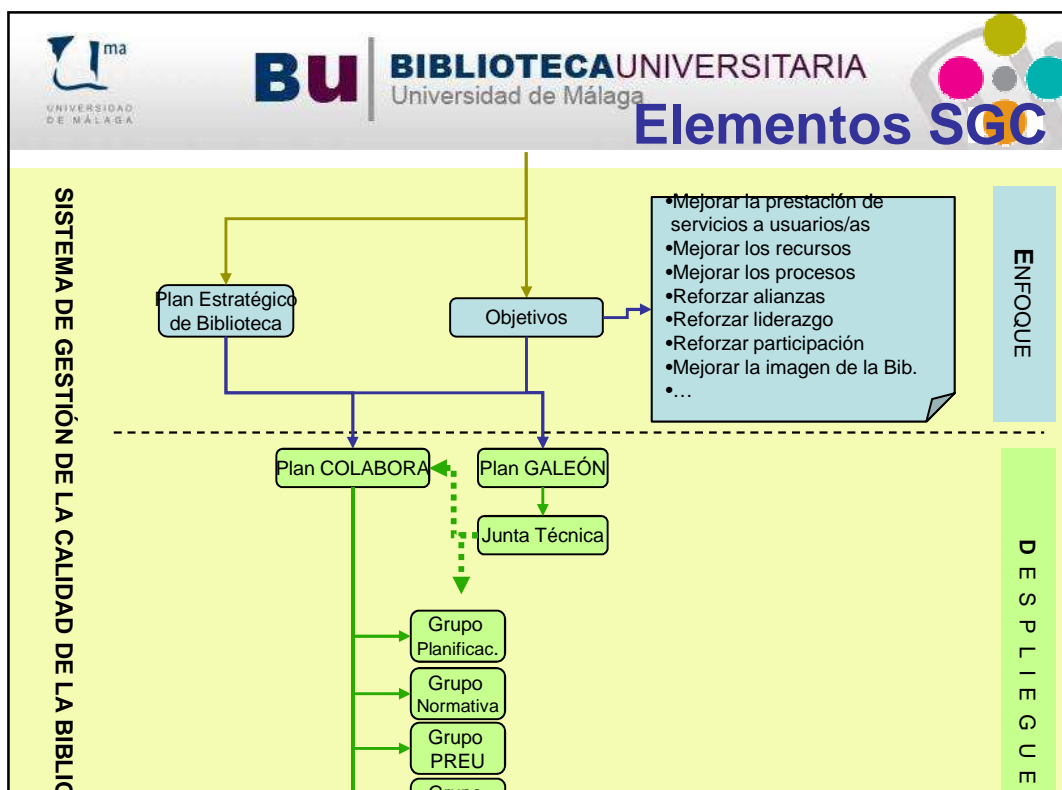 ma
UNIVERSIDAD
DE MÁLAGA
BU
BIBLIOTECAUNIVERSITARIA
Universidad de Málaga
Elementos SGC
SISTEMA DE GESTIÓN DE LA CALIDAD DE LA
Plan Estratégico
de Biblioteca
Objetivos
•Mejorar la prestación de
servicios a usuarios/as
•Mejorar los recursos
•Mejorar los procesos
•Reforzar alianzas
•Reforzar liderazgo
•Reforzar participación
•Mejorar la imagen de la Bib.
•…
ENFOQUE
Plan COLABORA
Plan GALEÓN
Junta Técnica
Grupo
Planificac.
Grupo
Normativa
Grupo
PREU
DESPLIEGUE